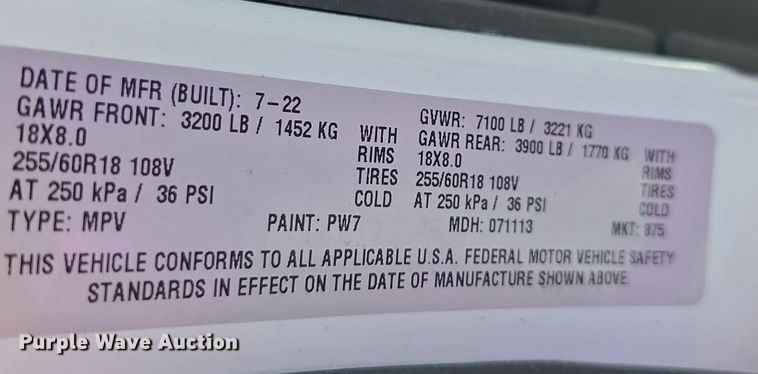 DATE OF MFR (BUILT): 7-22 GVWR: 7100 LB / 3221 KG
GAWR FRONT: 3200 LB / 1452 KG WITH GAWR REAR: 3900 LB / 1770 KG WITH
18X8.0 RIMS 18X8.0 RIMS
255/60R18 108V TIRES 255/60R18 108V TIRES
AT 250 kPa / 36 PSI COLD AT 250 kPa / 36 PSI COLD
TYPE: MPV PAINT: PW7 MDH: 071113 MKT: 875
THIS VEHICLE CONFORMS TO ALL APPLICABLE U.S.A. FEDERAL MOTOR VEHICLE SAFETY
STANDARDS IN EFFECT ON THE DATE OF MANUFACTURE SHOWN ABOVE.
Purple Wave Auction